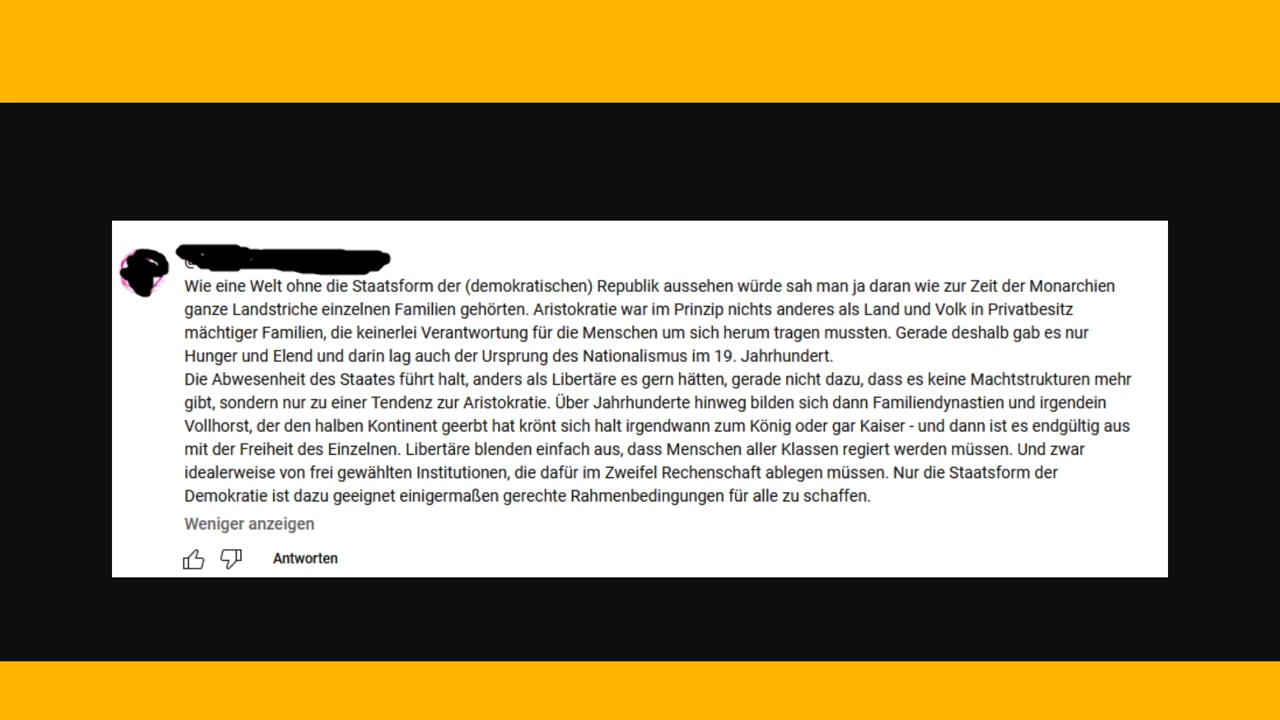 @
Wie eine Welt ohne die Staatsform der (demokratischen) Republik aussehen würde sah man ja daran wie zur Zeit der Monarchien
ganze Landstriche einzelnen Familien gehörten. Aristokratie war im Prinzip nichts anderes als Land und Volk in Privatbesitz
mächtiger Familien, die keinerlei Verantwortung für die Menschen um sich herum tragen mussten. Gerade deshalb gab es nur
Hunger und Elend und darin lag auch der Ursprung des Nationalismus im 19. Jahrhundert.
Die Abwesenheit des Staates führt halt, anders als Libertäre es gern hätten, gerade nicht dazu, dass es keine Machtstrukturen mehr
gibt, sondern nur zu einer Tendenz zur Aristokratie. Über Jahrhunderte hinweg bilden sich dann Familiendynastien und irgendein
Vollhorst, der den halben Kontinent geerbt hat krönt sich halt irgendwann zum König oder gar Kaiser - und dann ist es endgültig aus
mit der Freiheit des Einzelnen. Libertäre blenden einfach aus, dass Menschen aller Klassen regiert werden müssen. Und zwar
idealerweise von frei gewählten Institutionen, die dafür im Zweifel Rechenschaft ablegen müssen. Nur die Staatsform der
Demokratie ist dazu geeignet einigermaßen gerechte Rahmenbedingungen für alle zu schaffen.
Weniger anzeigen
Antworten